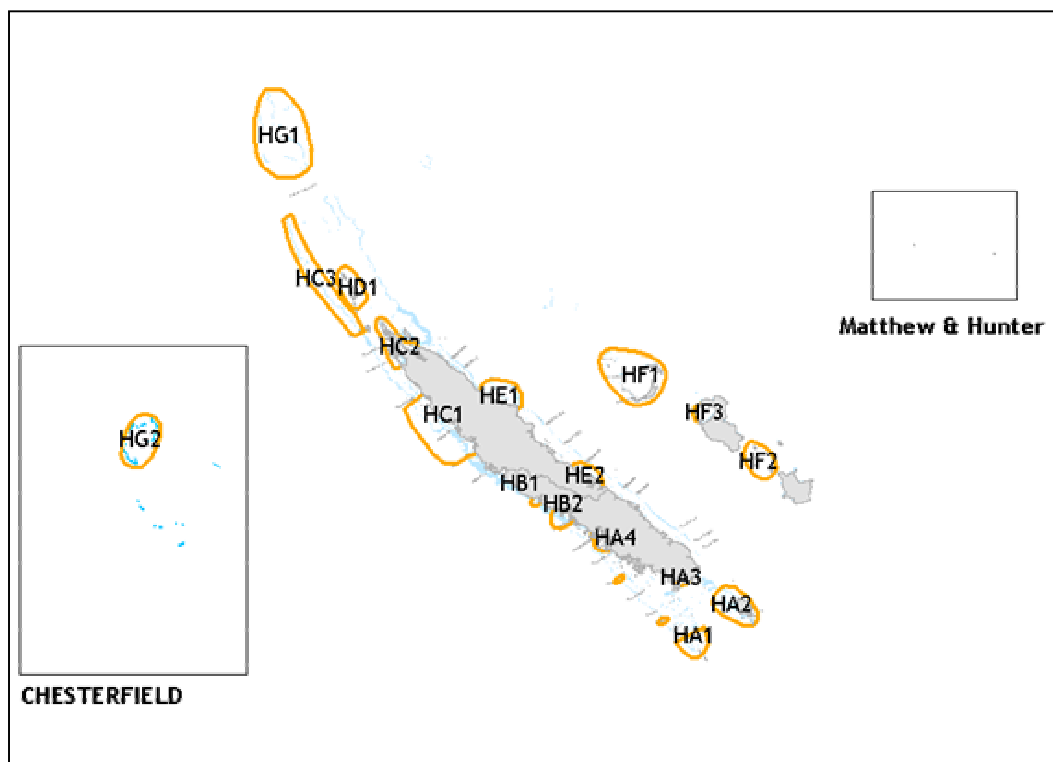 HG1
HC3
HD1
HC2
HF1
HE1
HC1
HF3
HG2
HF2
HE2
HB1
HB2
HA4
HA3
HA2
HA1
Matthew & Hunter
CHESTERFIELD